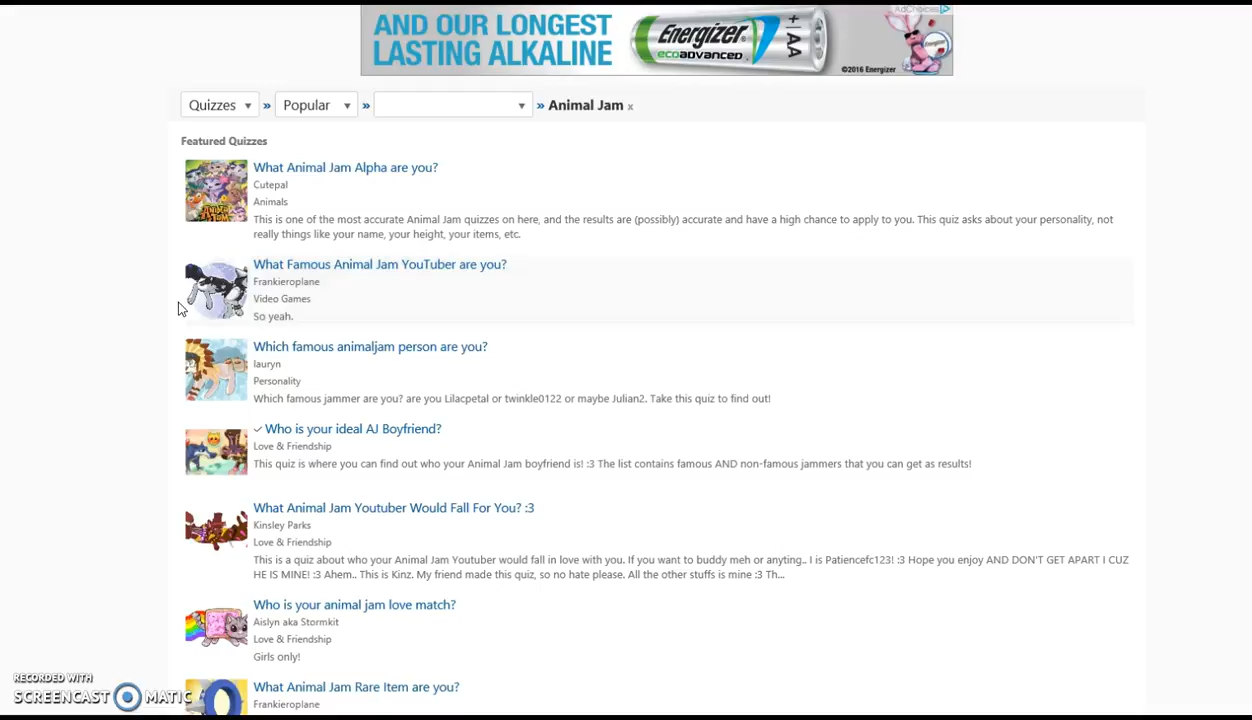 AND OUR LONGEST
LASTING ALKALINE
Energizer
ecoadvanced
+ | AA
AdChoices
©2016 Energizer
Quizzes » Popular » » Animal Jam x
Featured Quizzes
What Animal Jam Alpha are you?
Cutepal
Animals
This is one of the most accurate Animal Jam quizzes on here, and the results are (possibly) accurate and have a high chance to apply to you. This quiz asks about your personality, not
really things like your name, your height, your items, etc.
What Famous Animal Jam YouTuber are you?
Frankieroplane
Video Games
So yeah.
Which famous animaljam person are you?
lauryn
Personality
Which famous jammer are you? are you Lilacpetal or twinkle0122 or maybe Julian2. Take this quiz to find out!
Who is your ideal AJ Boyfriend?
Love & Friendship
This quiz is where you can find out who your Animal Jam boyfriend is! :3 The list contains famous AND non-famous jammers that you can get as results!
What Animal Jam Youtuber Would Fall For You? :3
Kinsley Parks
Love & Friendship
This is a quiz about who your Animal Jam Youtuber would fall in love with you. If you want to buddy meh or anyting.. I is Patiencefc123! :3 Hope you enjoy AND DON'T GET APART I CUZ
HE IS MINE! :3 Ahem.. This is Kinz. My friend made this quiz, so no hate please. All the other stuffs is mine :3 Th...
Who is your animal jam love match?
Aislyn aka Stormkit
Love & Friendship
Girls only!
What Animal Jam Rare Item are you?
Frankieroplane
RECORDED WITH
SCREENCAST MATIC